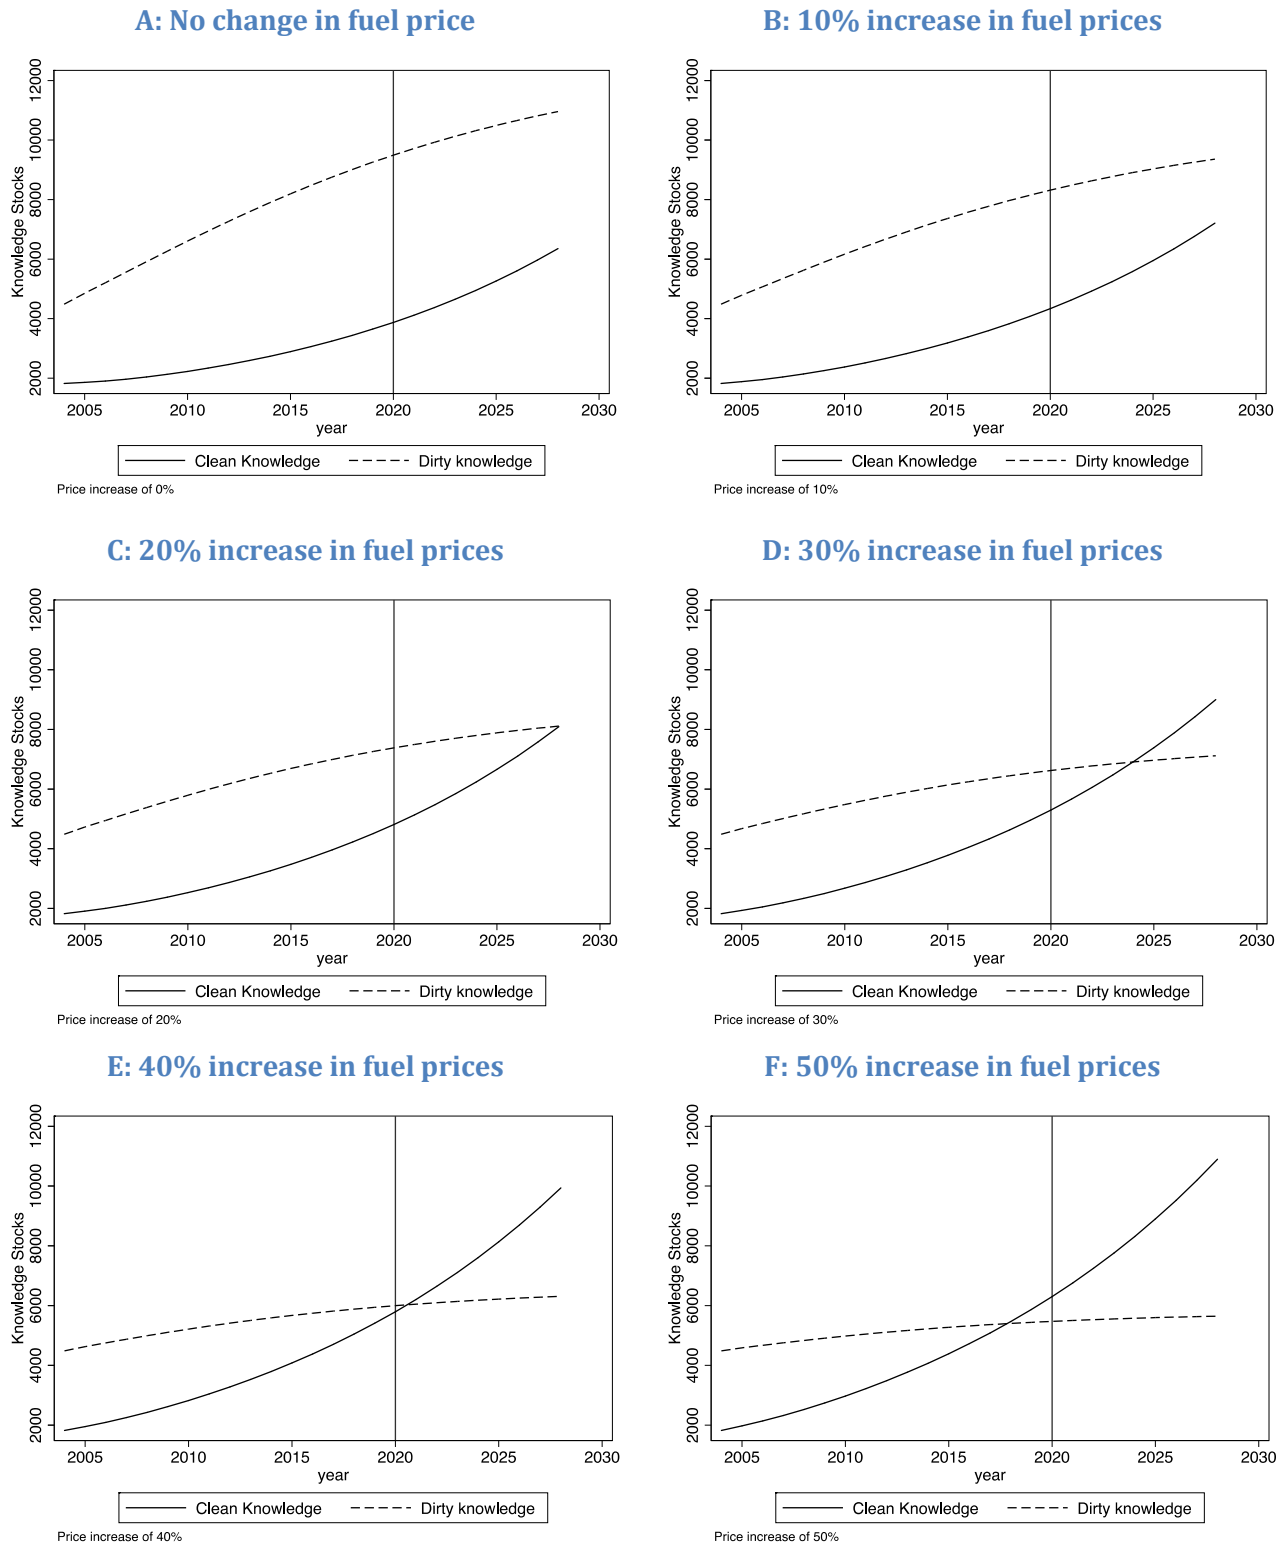 A: No change in fuel price
12000
10000
8000
6000
4000
2000
Knowledge Stocks
2005 2010 2015 2020 2025 2030
year
Clean Knowledge Dirty knowledge
Price increase of 0%
B: 10% increase in fuel prices
12000
10000
8000
6000
4000
2000
Knowledge Stocks
2005 2010 2015 2020 2025 2030
year
Clean Knowledge Dirty knowledge
Price increase of 10%
C: 20% increase in fuel prices
12000
10000
8000
6000
4000
2000
Knowledge Stocks
2005 2010 2015 2020 2025 2030
year
Clean Knowledge Dirty knowledge
Price increase of 20%
D: 30% increase in fuel prices
12000
10000
8000
6000
4000
2000
Knowledge Stocks
2005 2010 2015 2020 2025 2030
year
Clean Knowledge Dirty knowledge
Price increase of 30%
E: 40% increase in fuel prices
12000
10000
8000
6000
4000
2000
Knowledge Stocks
2005 2010 2015 2020 2025 2030
year
Clean Knowledge Dirty knowledge
Price increase of 40%
F: 50% increase in fuel prices
12000
10000
8000
6000
4000
2000
Knowledge Stocks
2005 2010 2015 2020 2025 2030
year
Clean Knowledge Dirty knowledge
Price increase of 50%